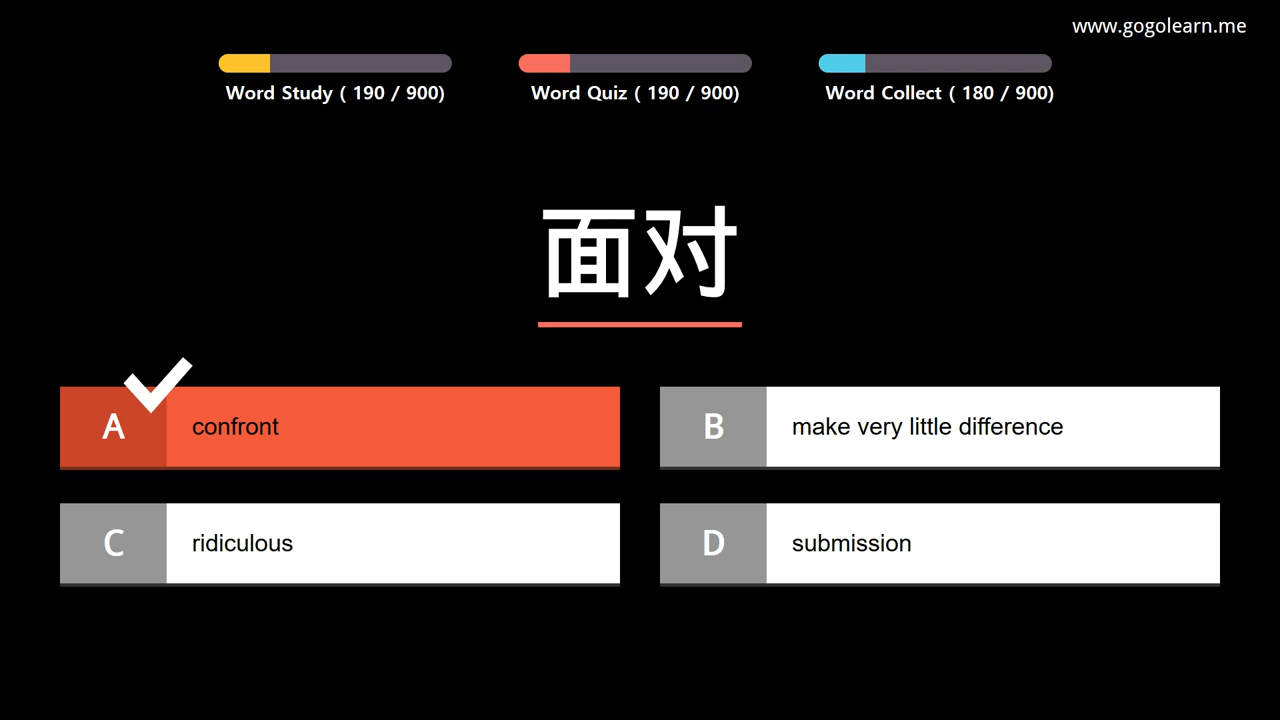 www.gogolearn.me
Word Study ( 190 / 900)
Word Quiz ( 190 / 900)
Word Collect ( 180 / 900)
面对
A
confront
B
make very little difference
C
ridiculous
D
submission